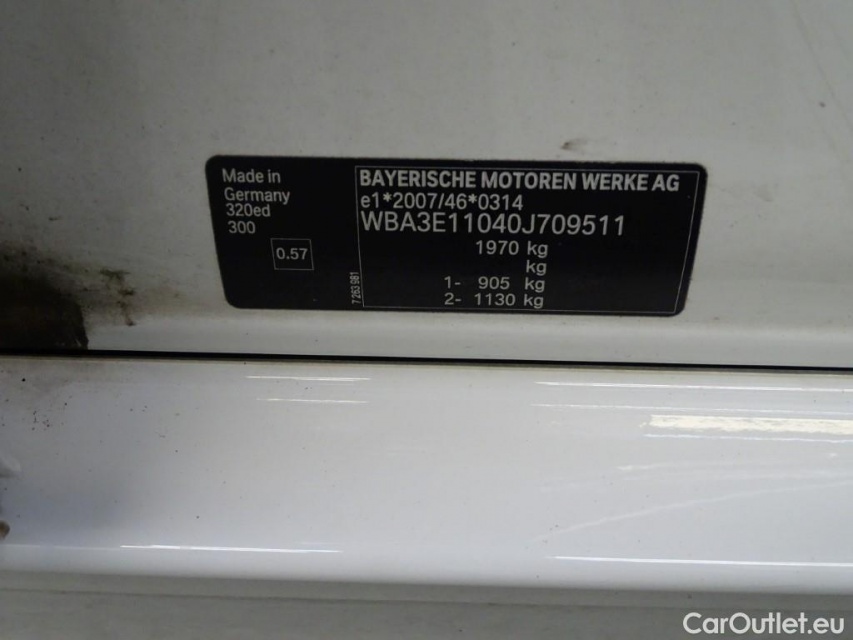 Made in
Germany
320ed
300
0.57
7 263 981
BAYERISCHE MOTOREN WERKE AG
e1*2007/46*0314
WBA3E11040J709511
1970 kg
kg
1- 905 kg
2- 1130 kg
CarOutlet.eu